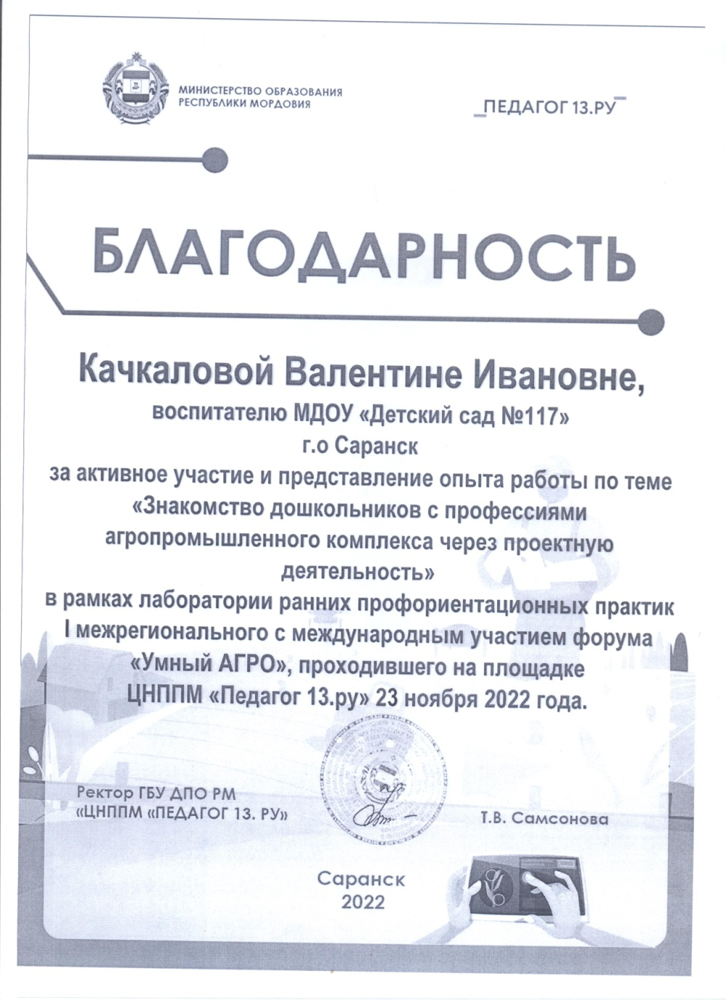 МИНИСТЕРСТВО ОБРАЗОВАНИЯ
РЕСПУБЛИКИ МОРДОВИЯ
_ПЕДАГОГ 13.РУ¯
БЛАГОДАРНОСТЬ
Качкаловой Валентине Ивановне,
воспитателю МДОУ «Детский сад №117»
г.о Саранск
за активное участие и представление опыта работы по теме
«Знакомство дошкольников с профессиями
агропромышленного комплекса через проектную
деятельность»
в рамках лаборатории ранних профориентационных практик
I межрегионального с международным участием форума
«Умный АГРО», проходившего на площадке
ЦНППМ «Педагог 13.ру» 23 ноября 2022 года.
Ректор ГБУ ДПО РМ
«ЦНППМ «ПЕДАГОГ 13. РУ»
Т.В. Самсонова
Саранск
2022